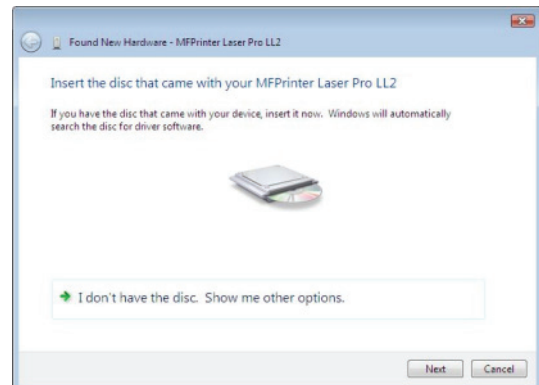 Found New Hardware - MFPrinter Laser Pro LL2
Insert the disc that came with your MFPrinter Laser Pro LL2
If you have the disc that came with your device, insert it now. Windows will automatically
search the disc for driver software.
I don't have the disc. Show me other options.
Next Cancel